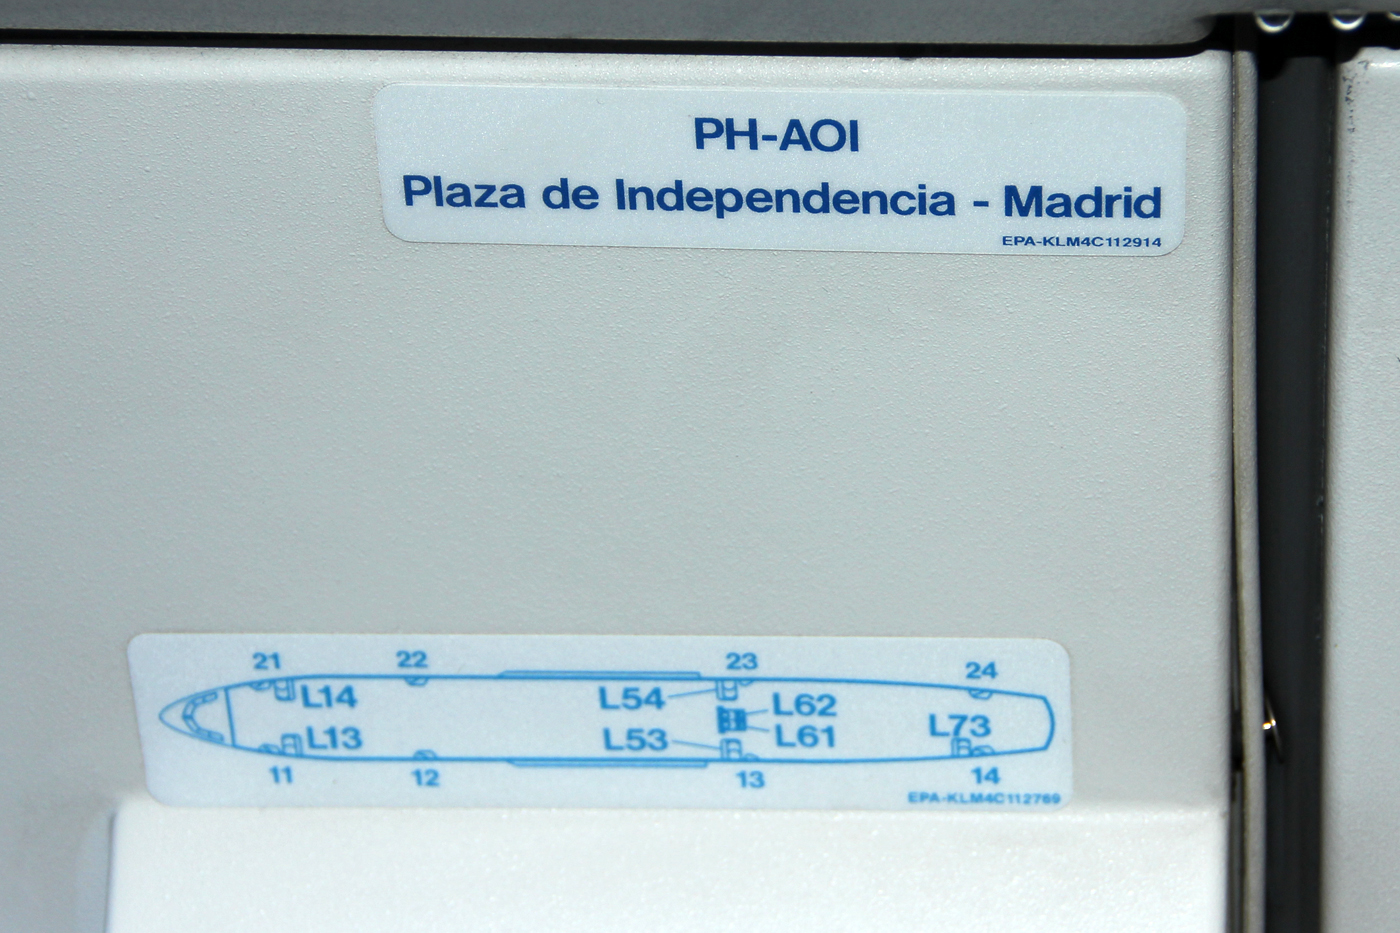 PH-AOI
Plaza de Independencia - Madrid
EPA-KLM4C112914
21 22 23 24
L14 L54 L62
L13 L53 L61 L73
11 12 13 14
EPA-KLM4C112769